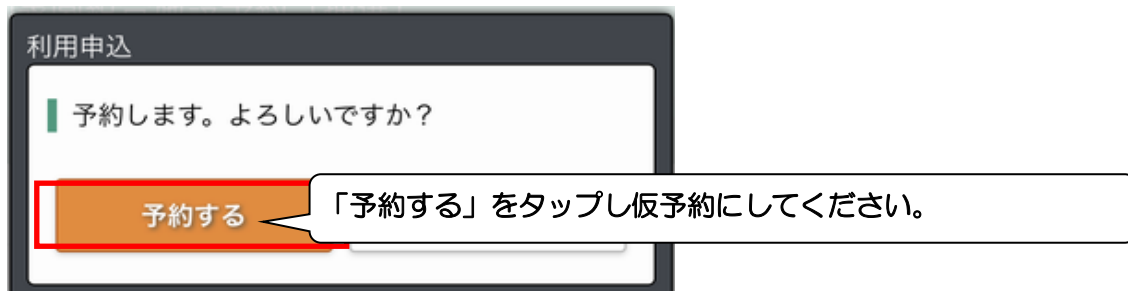 利用申込
予約します。よろしいですか？
予約する
「予約する」をタップし仮予約にしてください。